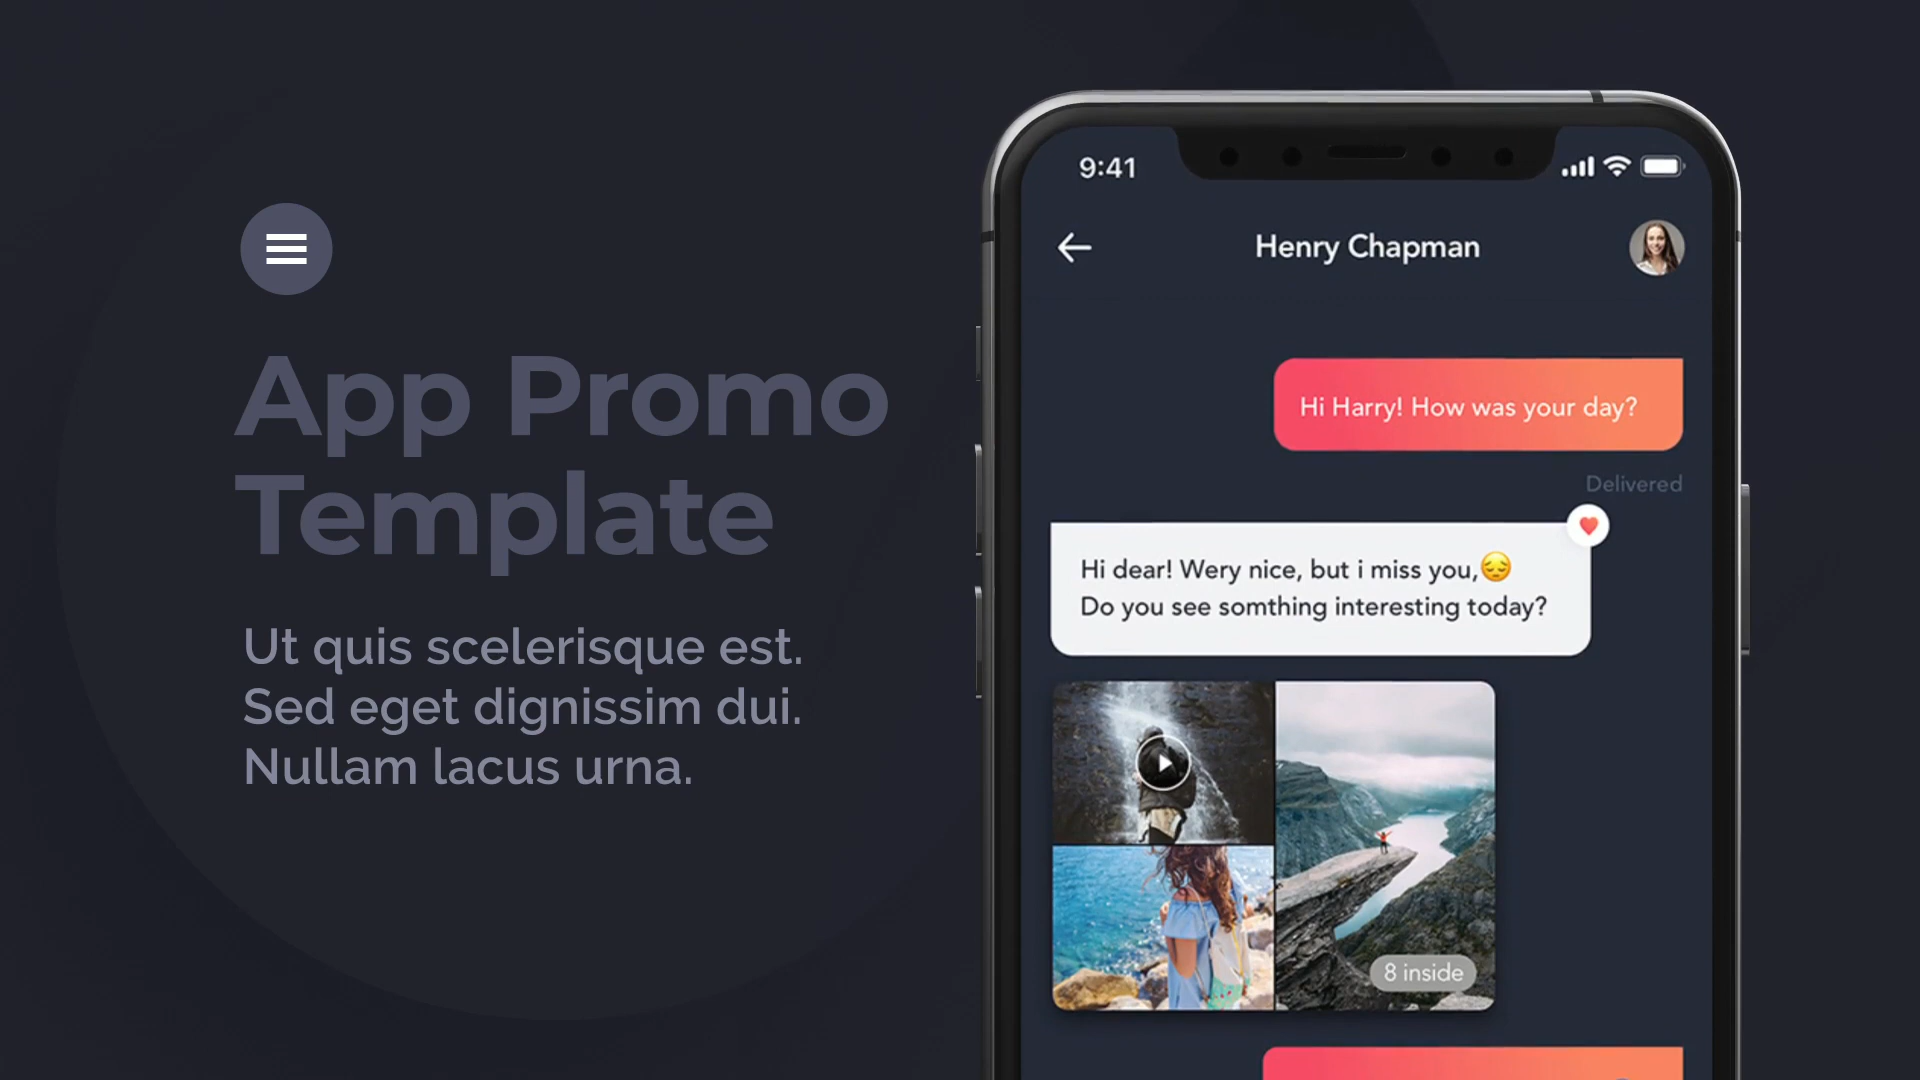 App Promo
Template
Ut quis scelerisque est.
Sed eget dignissim dui.
Nullam lacus urna.
9:41
Henry Chapman
Hi Harry! How was your day?
Delivered
Hi dear! Wery nice, but i miss you,😔
Do you see somthing interesting today?
8 inside